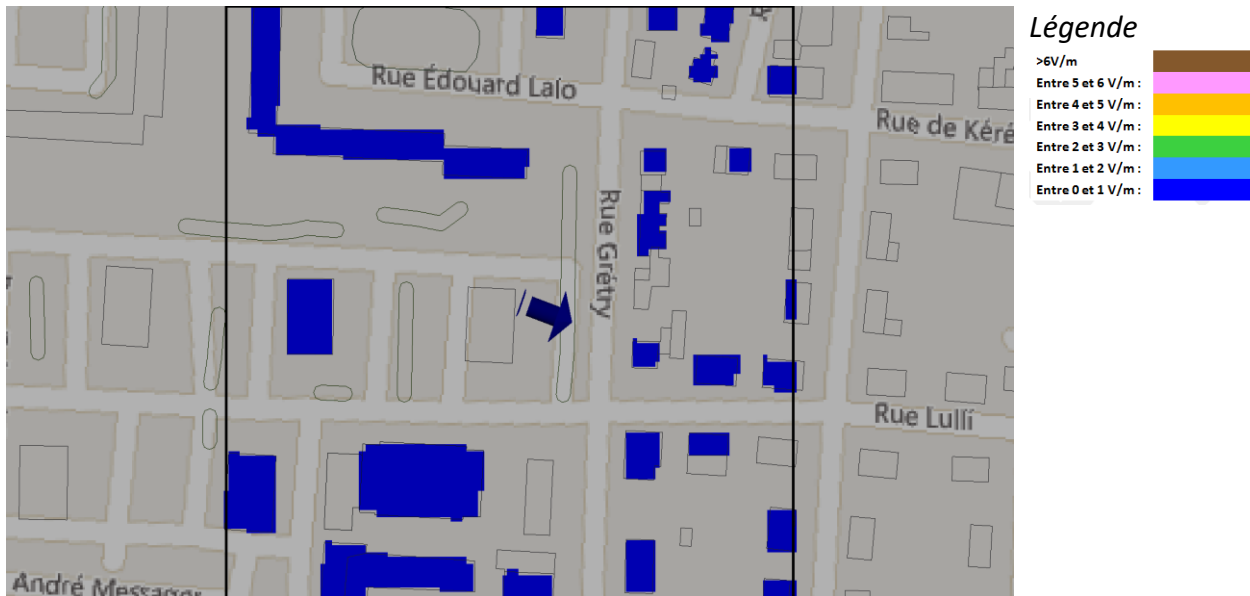 Rue Édouard Lalo
Rue de Kéré
Rue Grétry
Rue Lulli
André Messager
Légende
>6V/m
Entre 5 et 6 V/m :
Entre 4 et 5 V/m :
Entre 3 et 4 V/m :
Entre 2 et 3 V/m :
Entre 1 et 2 V/m :
Entre 0 et 1 V/m :